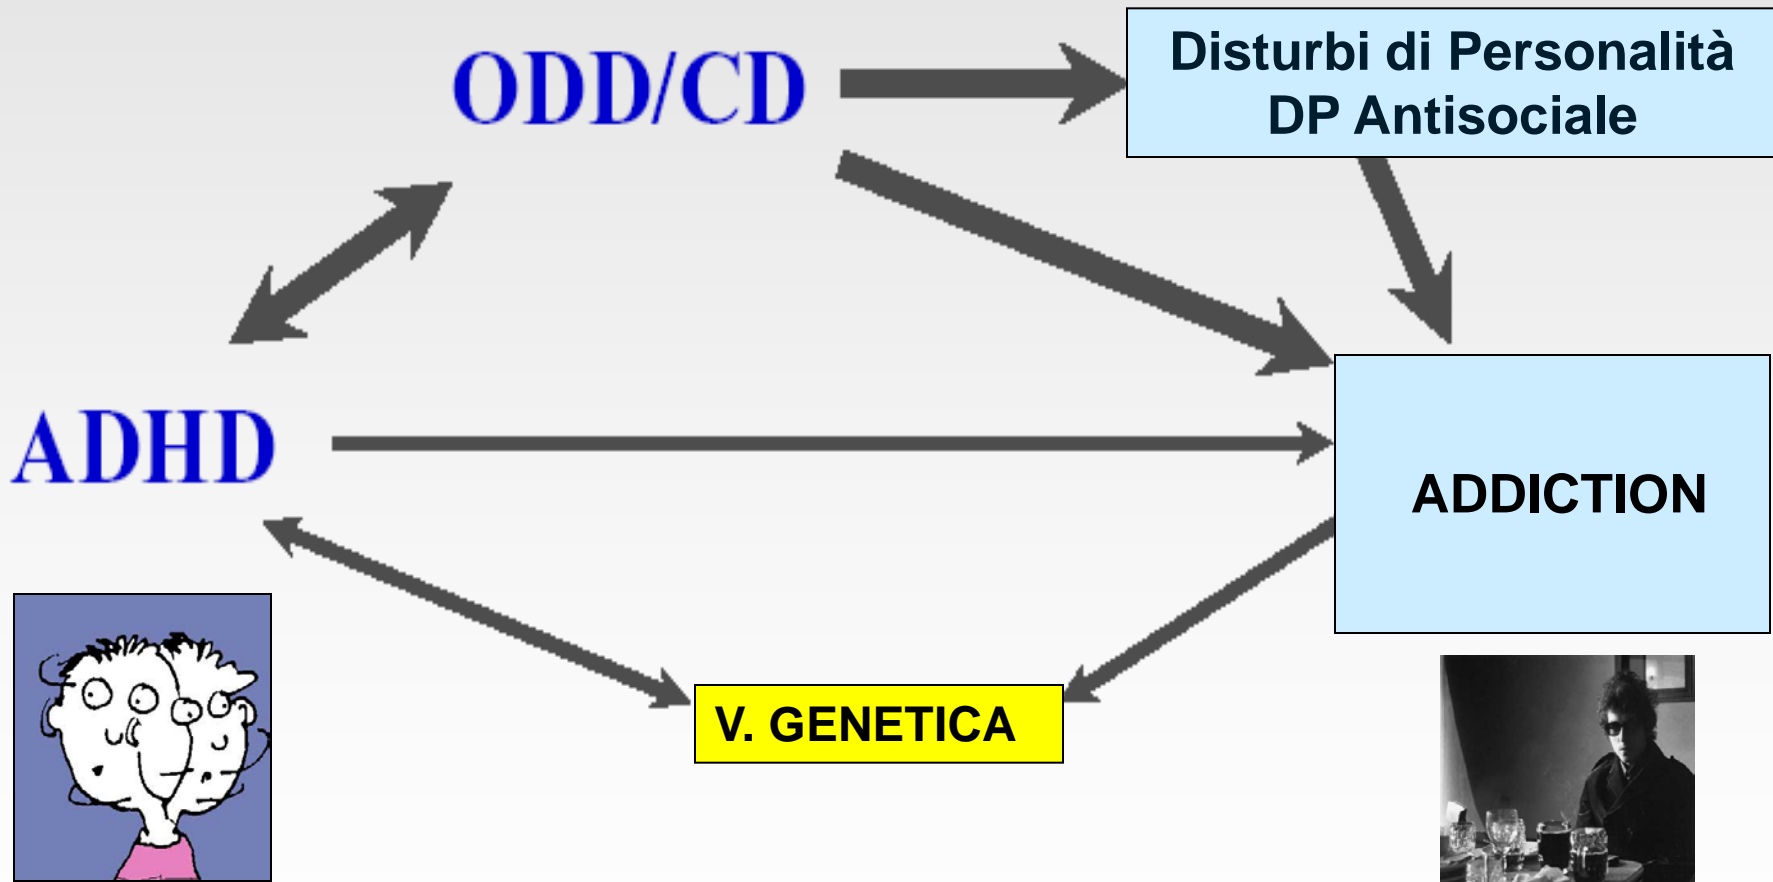 ODD/CD
Disturbi di Personalità
DP Antisociale
ADHD
ADDICTION
V. GENETICA